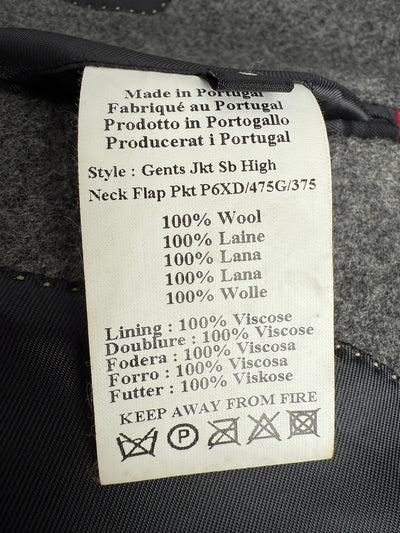 Made in Portugal
Fabriqué au Portugal
Prodotto in Portogallo
Producerat i Portugal
Style : Gents Jkt Sb High
Neck Flap Pkt P6XD/475G/375
100% Wool
100% Laine
100% Lana
100% Lana
100% Wolle
Lining : 100% Viscose
Doublure : 100% Viscose
Fodera : 100% Viscosa
Forro : 100% Viscosa
Futter : 100% Viskose
KEEP AWAY FROM FIRE
P